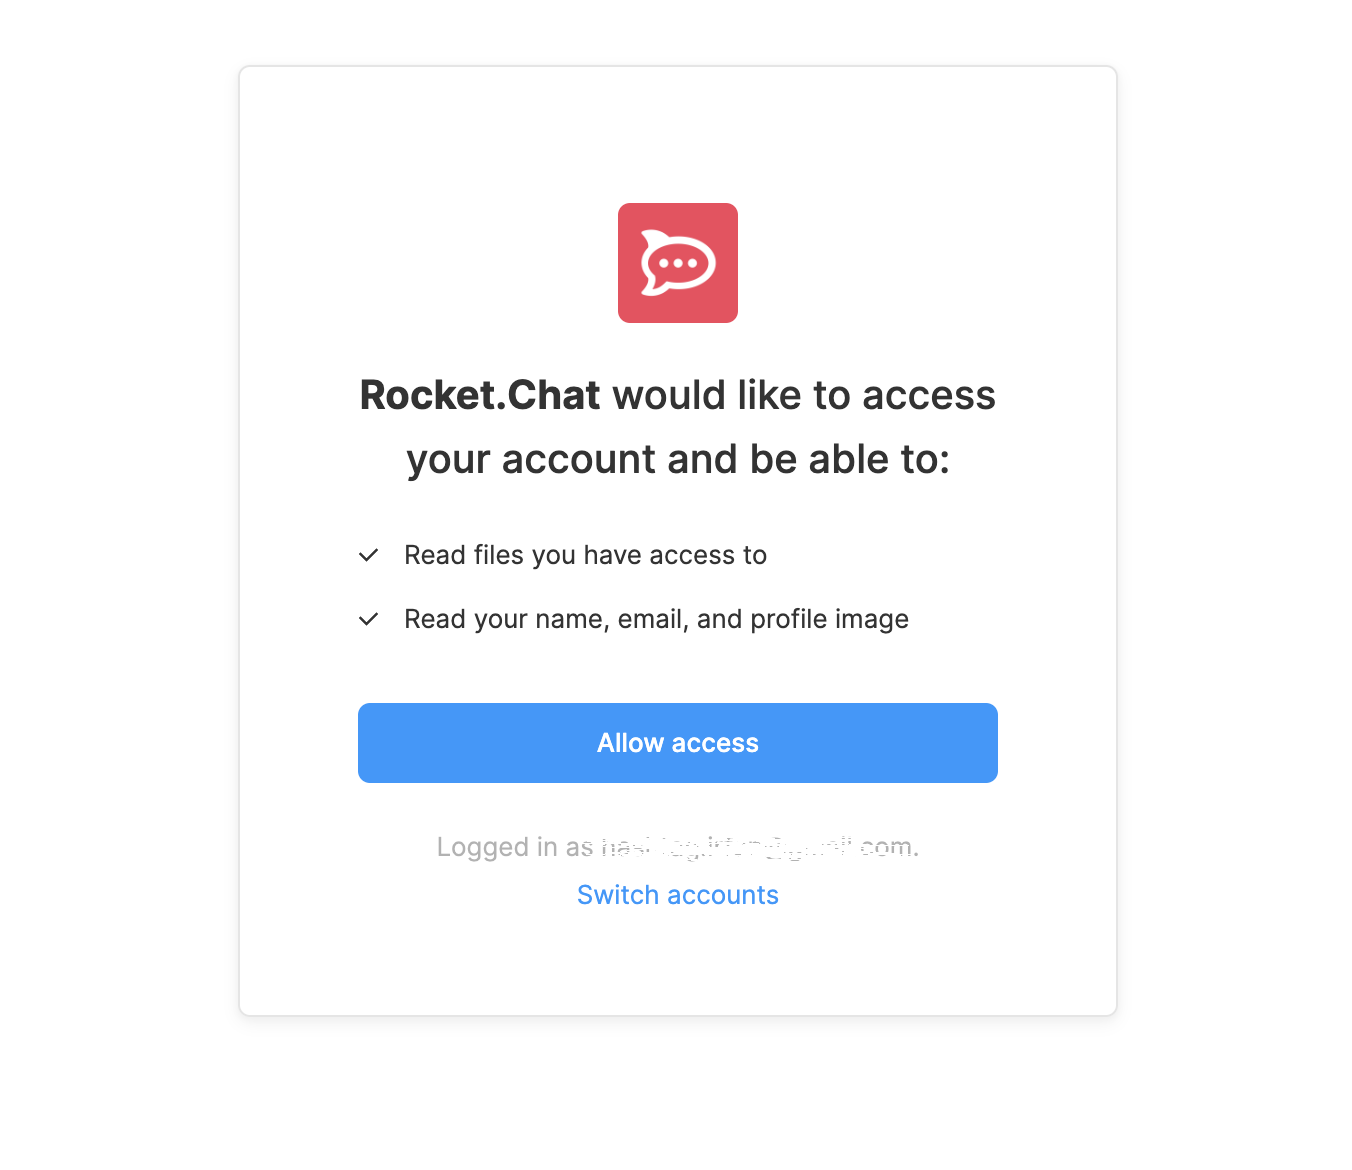 Rocket.Chat would like to access
your account and be able to:
Read files you have access to
Read your name, email, and profile image
Allow access
Logged in as
Switch accounts